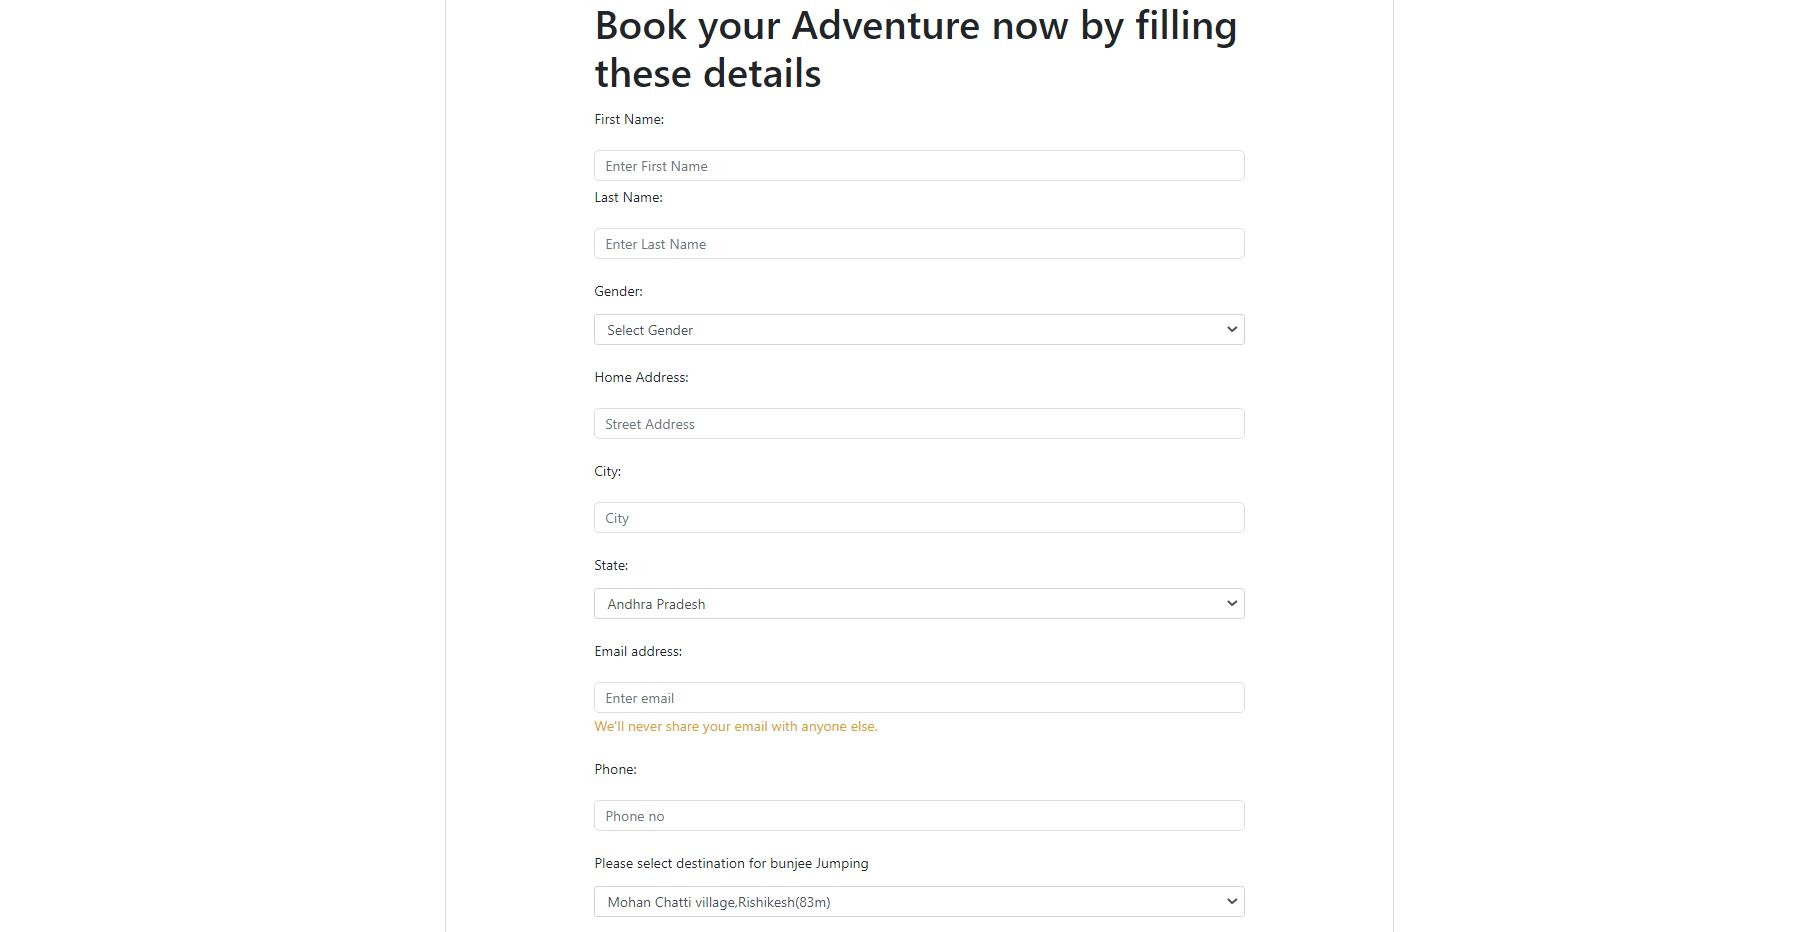 Book your Adventure now by filling
these details
First Name:
Enter First Name
Last Name:
Enter Last Name
Gender:
Select Gender
Home Address:
Street Address
City:
City
State:
Andhra Pradesh
Email address:
Enter email
We'll never share your email with anyone else.
Phone:
Phone no
Please select destination for bunjee Jumping
Mohan Chatti village,Rishikesh(83m)